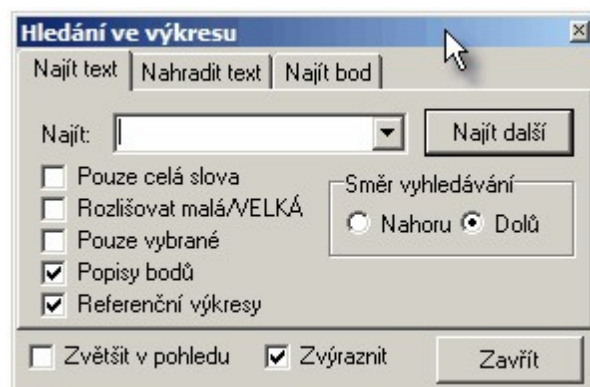 Hledání ve výkresu
Najít text Nahradit text Najít bod
Najít: Najít další
Pouze celá slova
Rozlišovat malá/VELKÁ
Pouze vybrané
Popisy bodů
Referenční výkresy
Směr vyhledávání
Nahoru Dolů
Zvětšit v pohledu Zvýraznit Zavřít